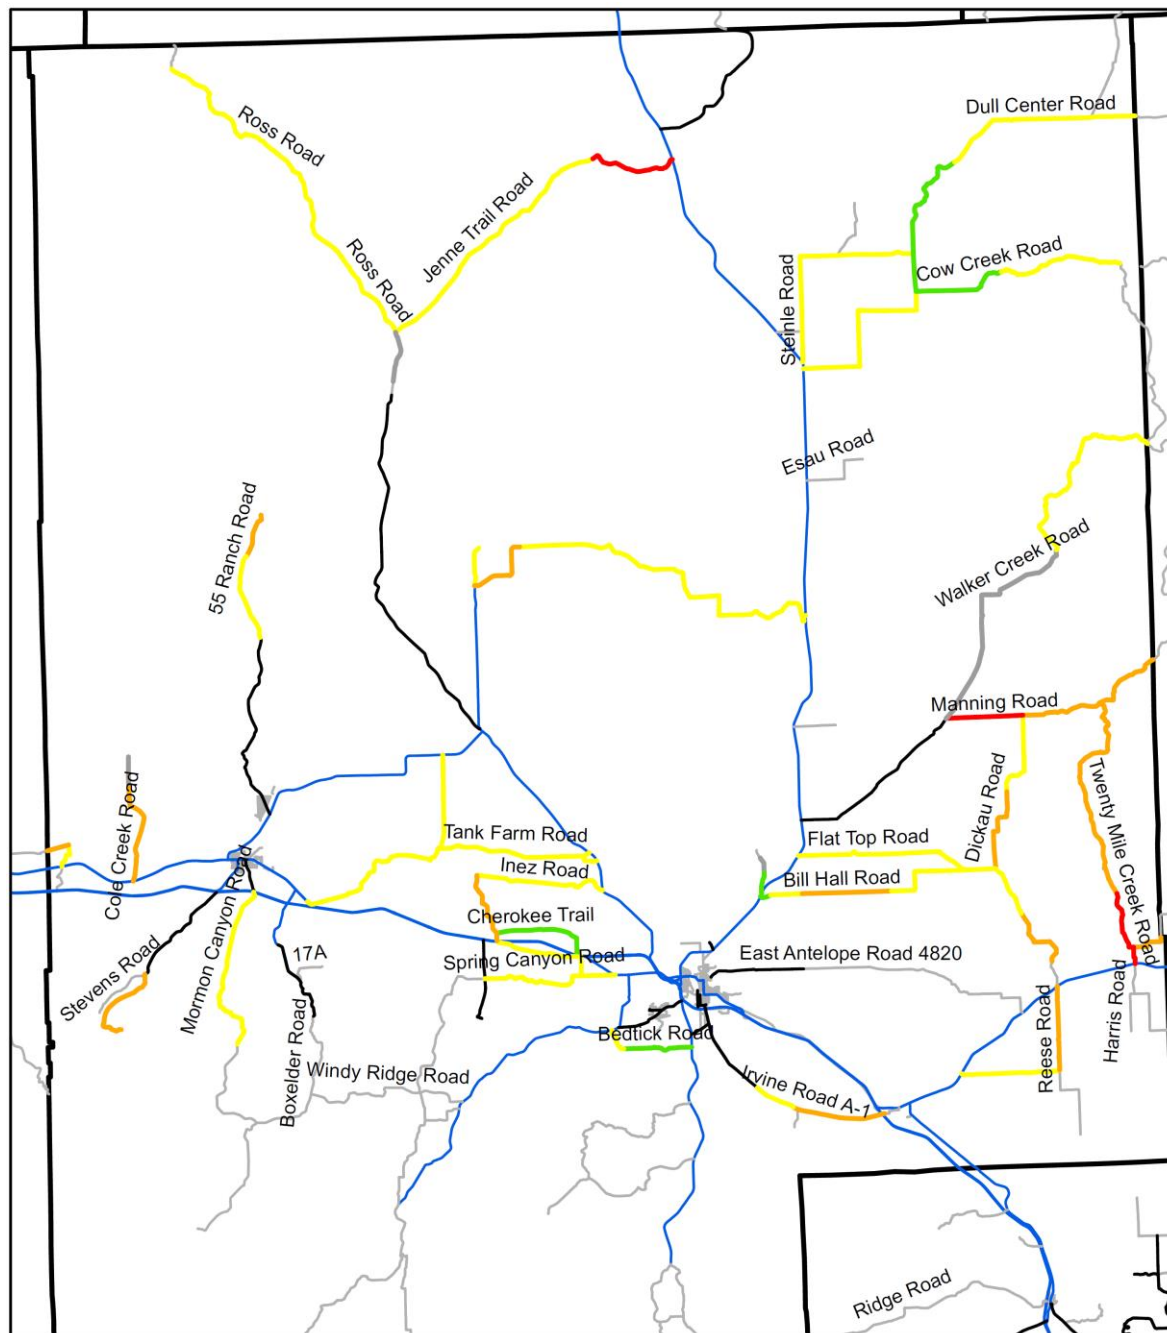 Dull Center Road
Ross Road
Jenne Trail Road
Ross Road
Cow Creek Road
Steinle Road
Esau Road
55 Ranch Road
Walker Creek Road
Manning Road
Cole Creek Road
Tank Farm Road
Flat Top Road
Dickau Road
Twenty Mile Creek Road
Inez Road
Bill Hall Road
Mormon Canyon Road
Cherokee Trail
Stevens Road
17A
Spring Canyon Road
East Antelope Road 4820
Harris Road
Bedtick Road
Reese Road
Boxelder Road
Windy Ridge Road
Irvine Road A-1
Ridge Road